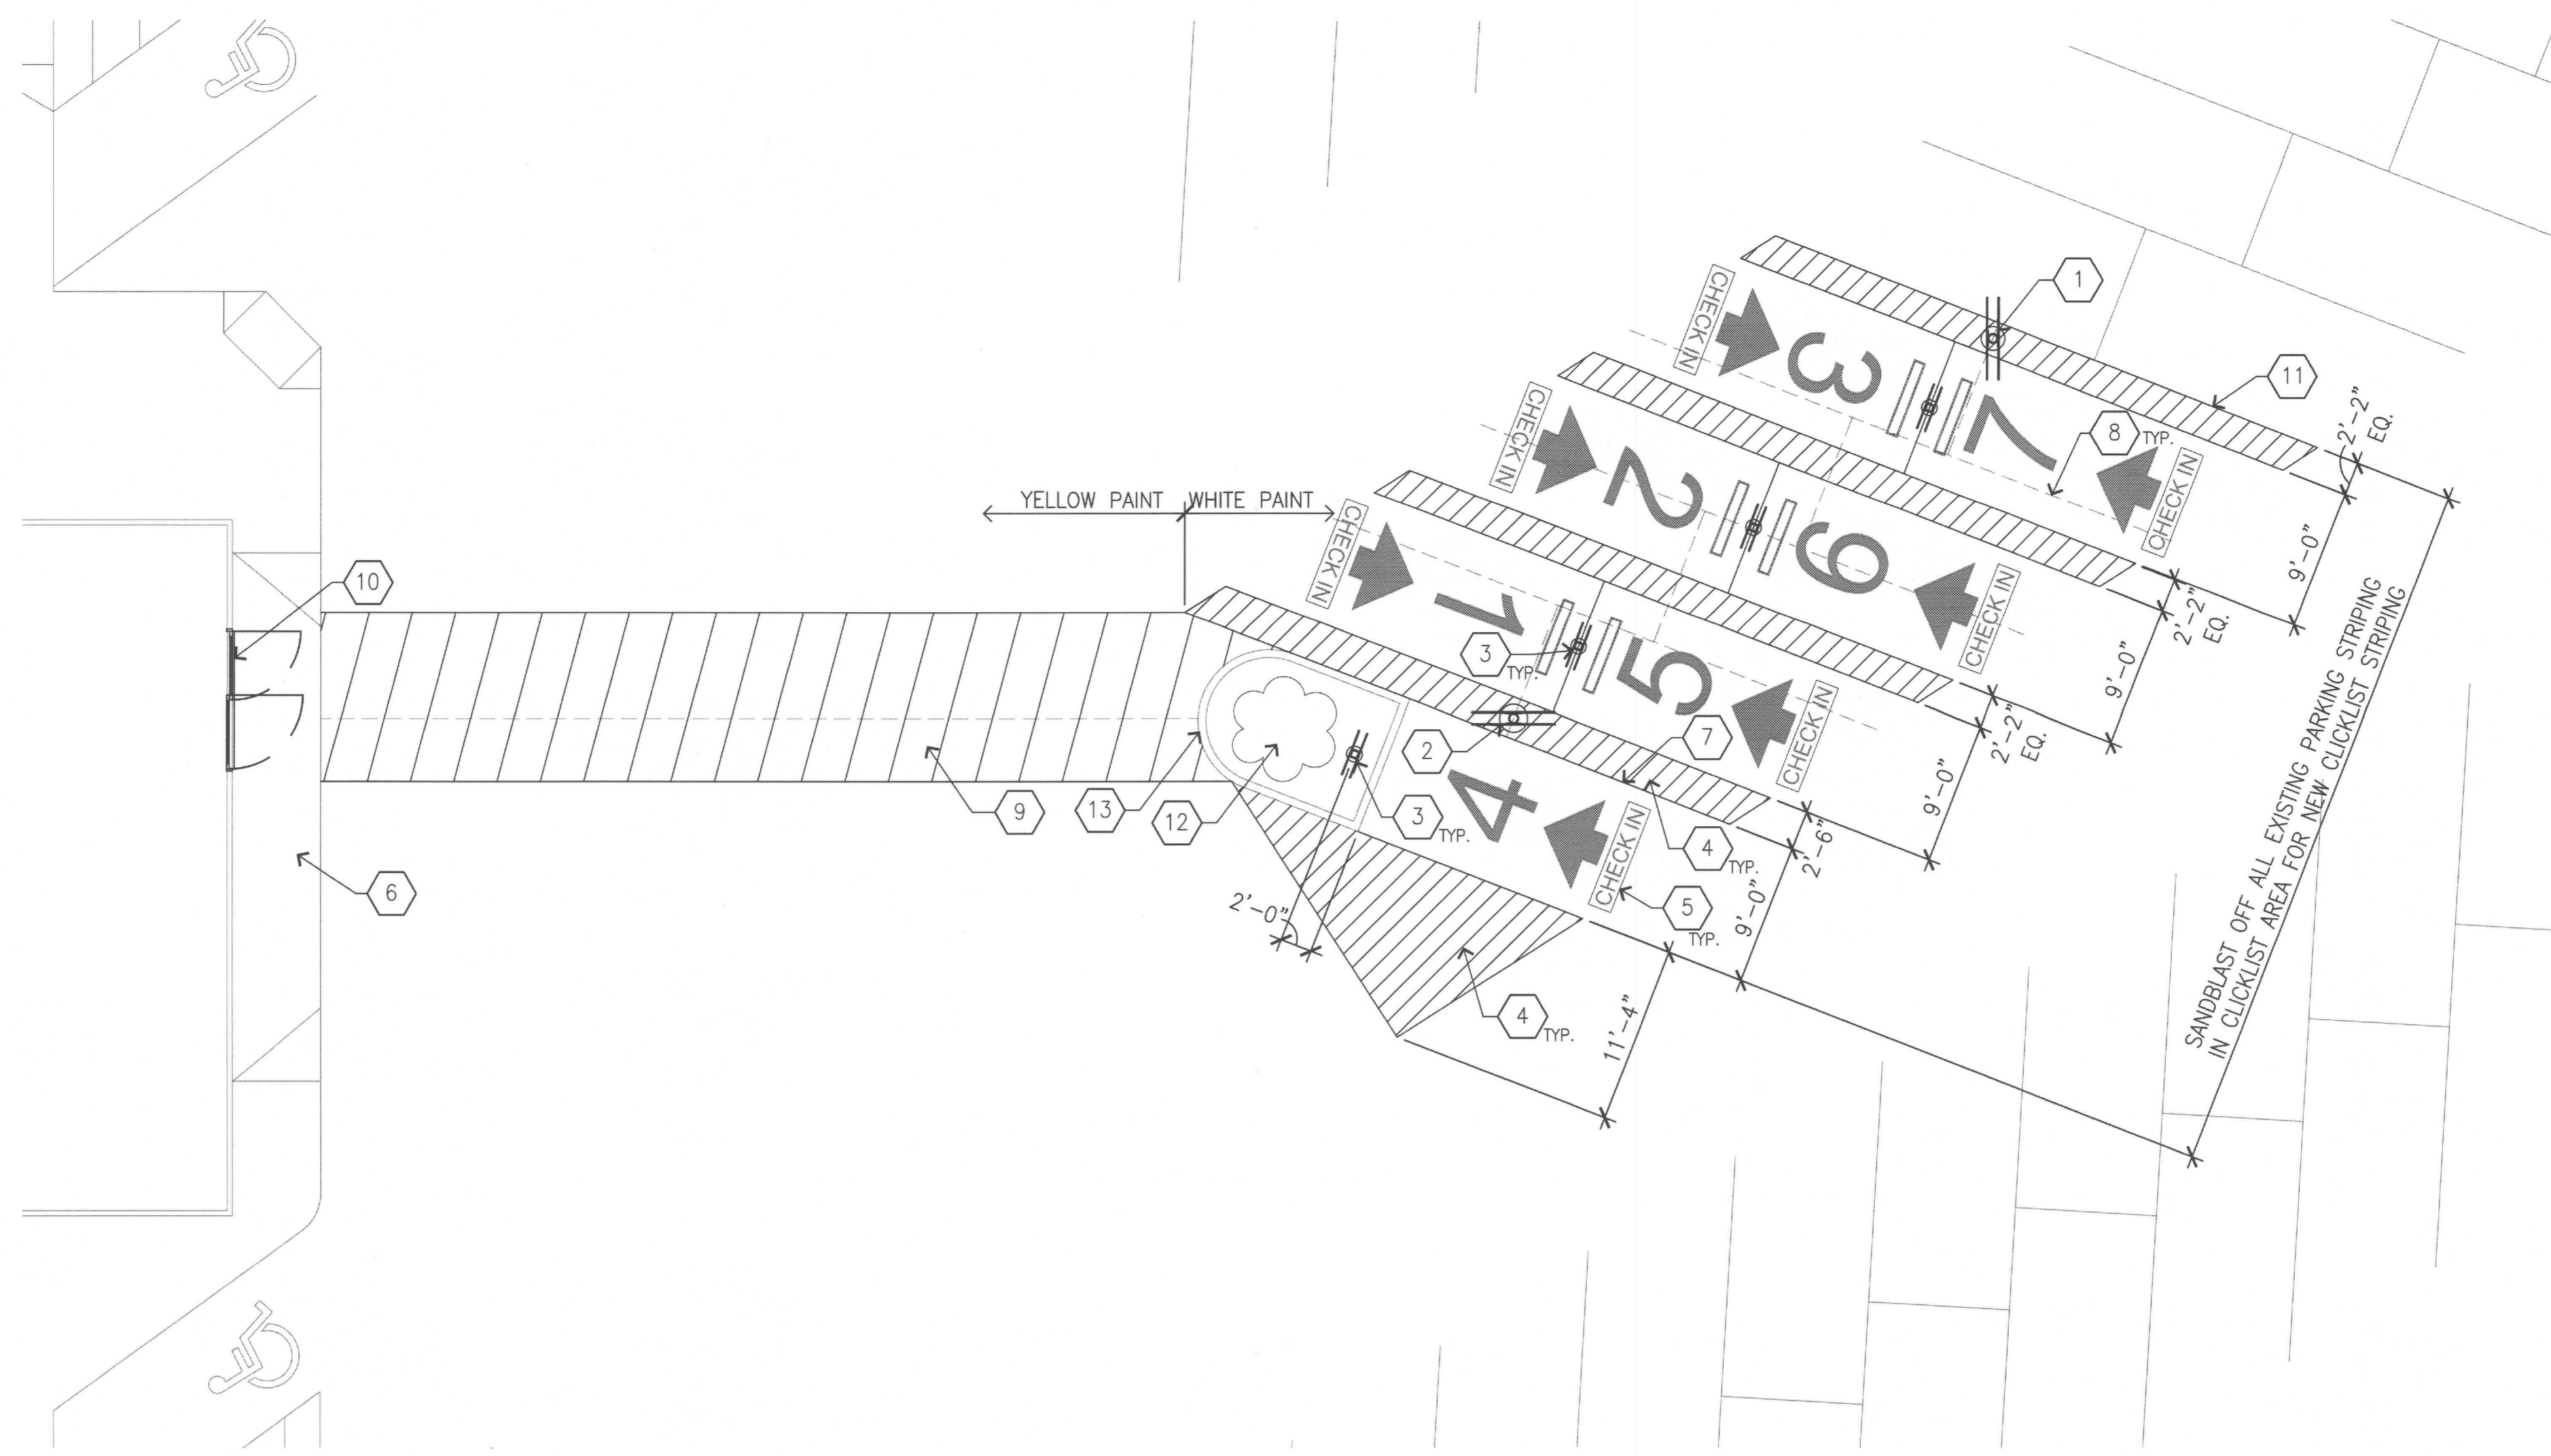 1
11
3
7
8 TYP.
2'-2"
EQ.
CHECK IN
CHECK IN
9'-0"
2
6
CHECK IN
CHECK IN
2'-2"
EQ.
9'-0"
YELLOW PAINT
WHITE PAINT
1
5
CHECK IN
CHECK IN
3 TYP.
2'-2"
EQ.
9'-0"
10
2
7
4 TYP.
2'-6"
4
CHECK IN
5 TYP.
9'-0"
9
13
12
3 TYP.
6
2'-0"
4 TYP.
11'-4"
SANDBLAST OFF ALL EXISTING PARKING STRIPING
IN CLICKLIST AREA FOR NEW CLICKLIST STRIPING